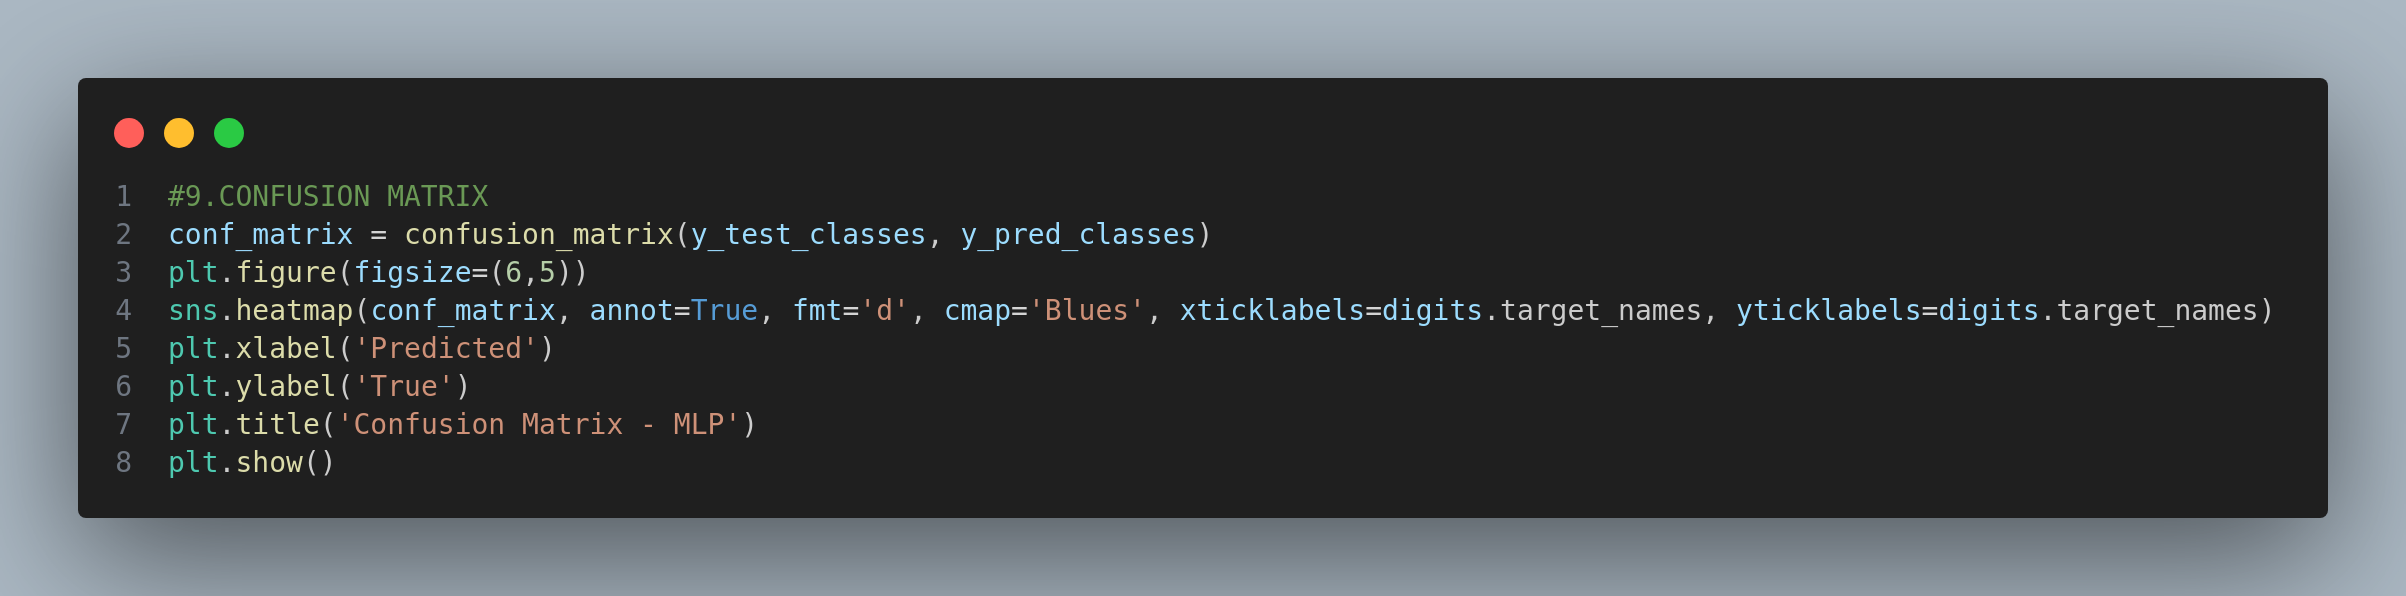 1 #9.CONFUSION MATRIX
2 conf_matrix = confusion_matrix(y_test_classes, y_pred_classes)
3 plt.figure(figsize=(6,5))
4 sns.heatmap(conf_matrix, annot=True, fmt='d', cmap='Blues', xticklabels=digits.target_names, yticklabels=digits.target_names)
5 plt.xlabel('Predicted')
6 plt.ylabel('True')
7 plt.title('Confusion Matrix - MLP')
8 plt.show()